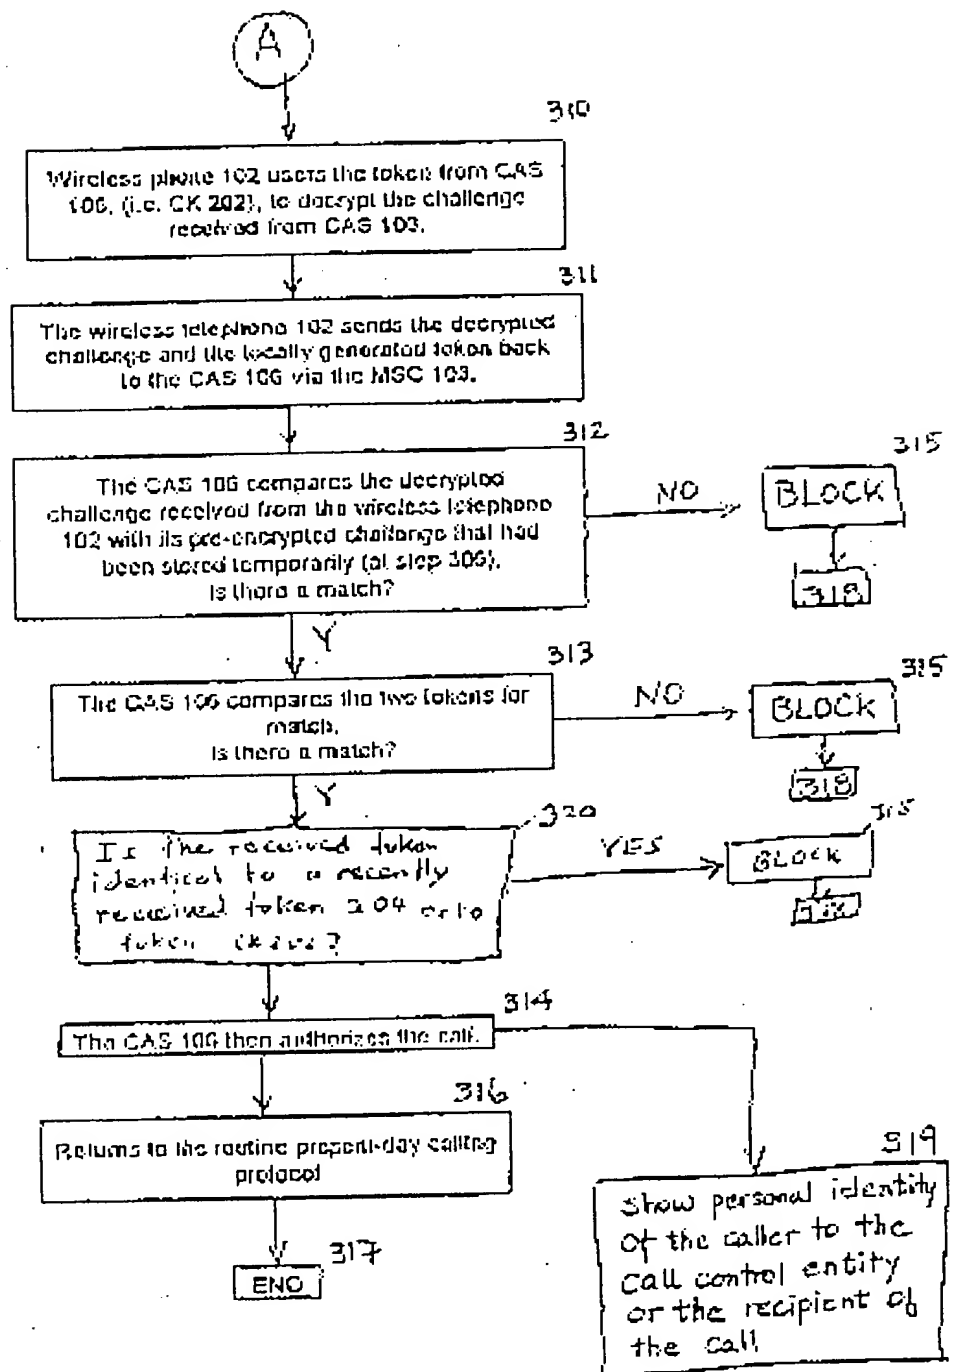 A
310
Wireless phone 102 users the token from CAS
106, (i.e. CK 202), to decrypt the challenge
received from CAS 103.
311
The wireless telephone 102 sends the decrypted
challenge and the locally generated token back
to the CAS 106 via the MSC 103.
312
The CAS 106 compares the decrypted
challenge received from the wireless telephone
102 with its pre-encrypted challenge that had
been stored temporarily (at step 306).
Is there a match?
NO
315
BLOCK
318
Y
313
The CAS 106 compares the two tokens for
match.
Is there a match?
NO
315
BLOCK
318
Y
320
Is the received token
identical to a recently
received token 204 or to
token CK 202?
YES
315
BLOCK
318
314
The CAS 106 then authorizes the call.
316
Returns to the routine present-day calling
protocol
317
END
319
Show personal identity
of the caller to the
call control entity
or the recipient of
the call